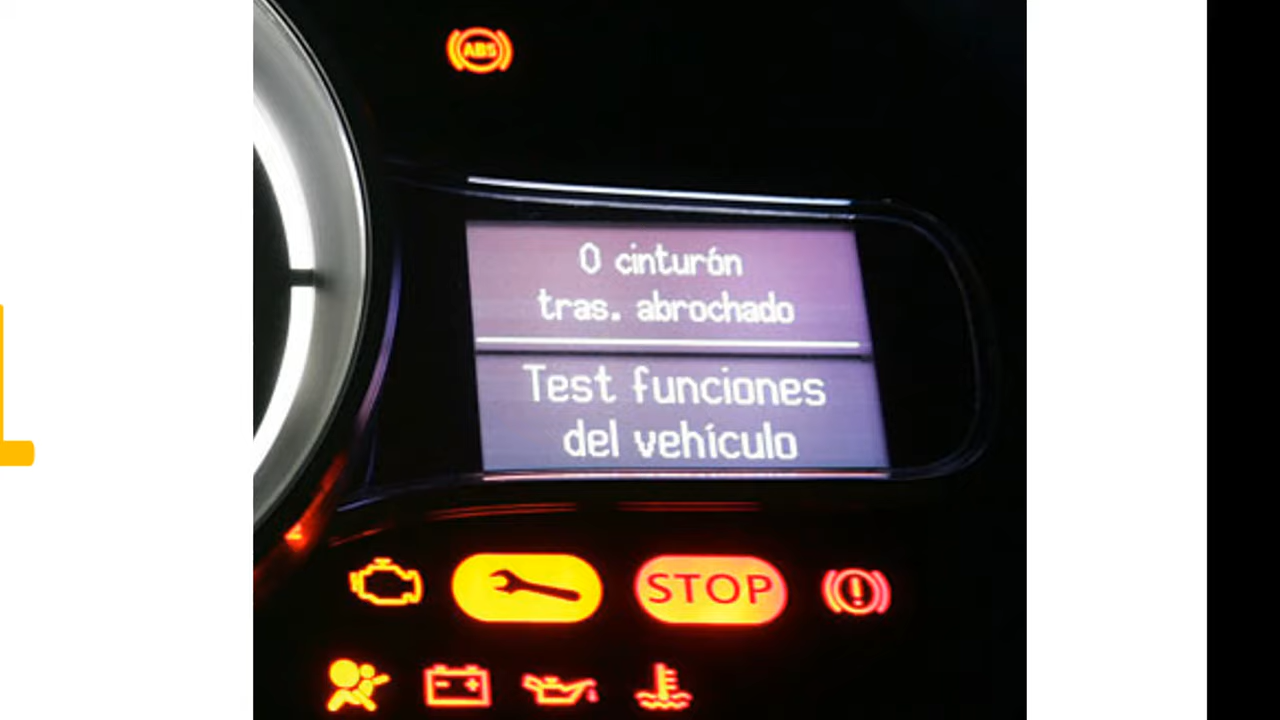 ABS
0 cinturón
tras. abrochado
Test funciones
del vehículo
STOP